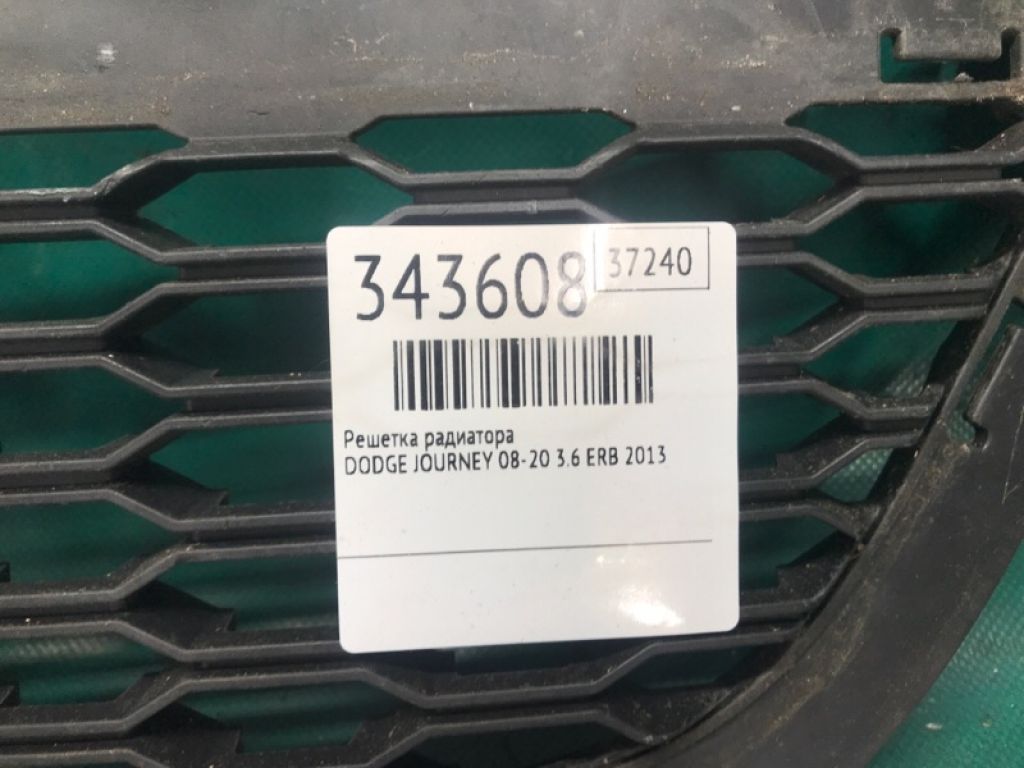 343608 37240
Решетка радиатора
DODGE JOURNEY 08-20 3.6 ERB 2013